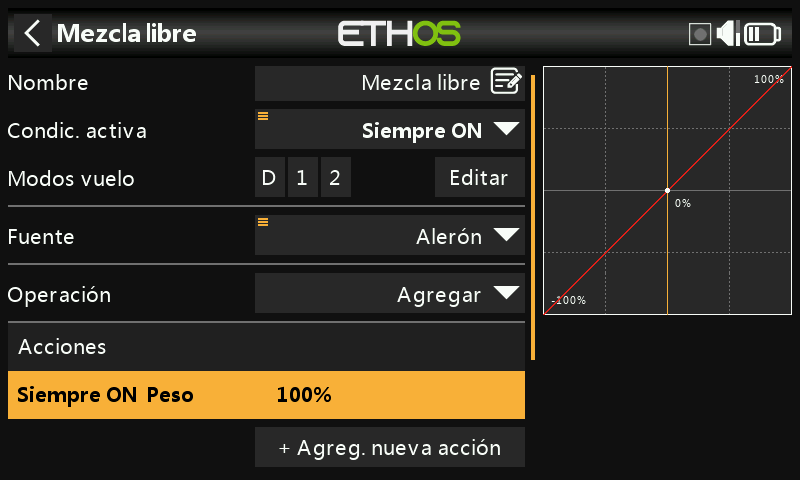 Mezcla libre
ETHOS
Nombre
Mezcla libre
Condic. activa
Siempre ON
Modos vuelo
D 1 2
Editar
Fuente
Alerón
Operación
Agregar
Acciones
Siempre ON Peso 100%
+ Agreg. nueva acción
100%
0%
-100%